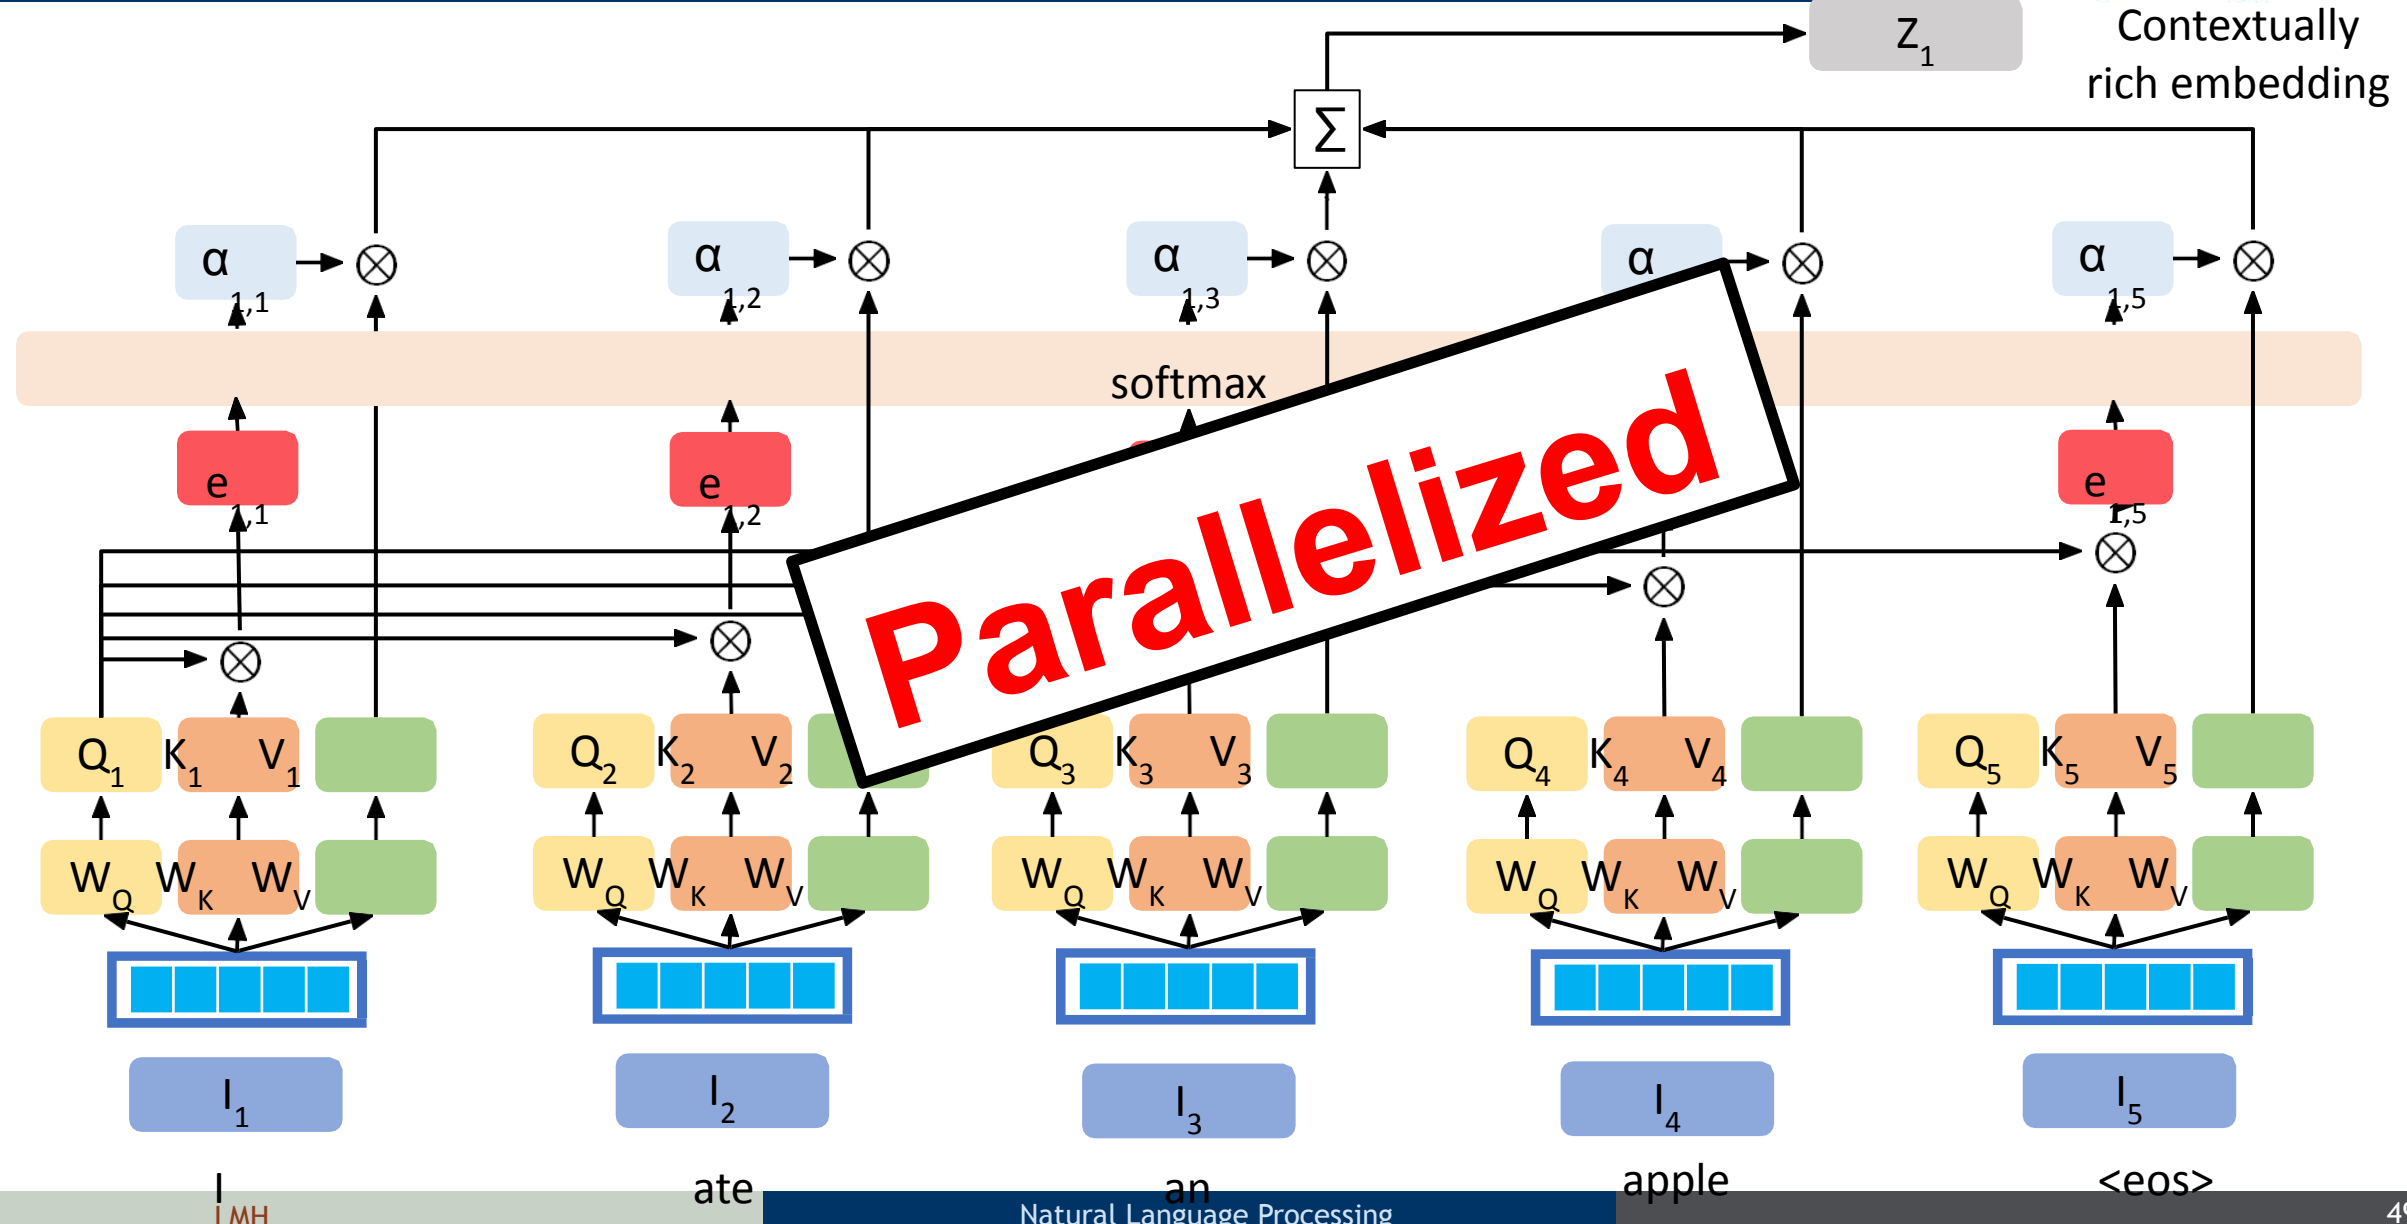 Z1
Contextually
rich embedding
Σ
α1,1
α1,2
α1,3
α
α1,5
softmax
e1,1
e1,2
e1,5
Parallelized
Q1 K1 V1
Q2 K2 V2
Q3 K3 V3
Q4 K4 V4
Q5 K5 V5
WQ WK WV
WQ WK WV
WQ WK WV
WQ WK WV
WQ WK WV
I1
I2
I3
I4
I5
I
ate
an
apple
<eos>
LMH
Natural Language Processing